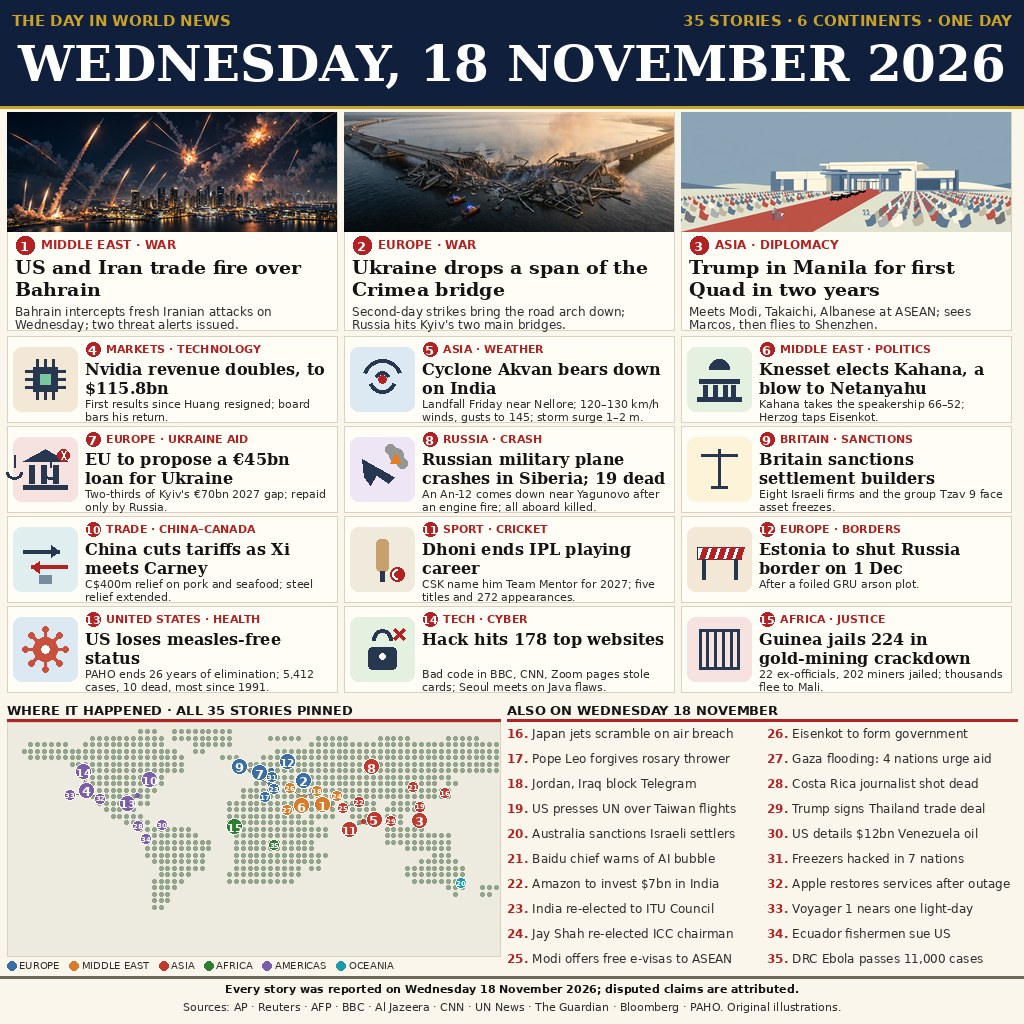 THE DAY IN WORLD NEWS
35 STORIES · 6 CONTINENTS · ONE DAY
WEDNESDAY, 18 NOVEMBER 2026
1 MIDDLE EAST · WAR
US and Iran trade fire over
Bahrain
Bahrain intercepts fresh Iranian attacks on
Wednesday; two threat alerts issued.
2 EUROPE · WAR
Ukraine drops a span of the
Crimea bridge
Second-day strikes bring the road arch down;
Russia hits Kyiv's two main bridges.
3 ASIA · DIPLOMACY
Trump in Manila for first
Quad in two years
Meets Modi, Takaichi, Albanese at ASEAN; sees
Marcos, then flies to Shenzhen.
4 MARKETS · TECHNOLOGY
Nvidia revenue doubles, to
$115.8bn
First results since Huang resigned; board
bars his return.
5 ASIA · WEATHER
Cyclone Akvan bears down
on India
Landfall Friday near Nellore; 120–130 km/h
winds, gusts to 145; storm surge 1–2 m.
6 MIDDLE EAST · POLITICS
Knesset elects Kahana, a
blow to Netanyahu
Kahana takes the speakership 66–52;
Herzog taps Eisenkot.
7 EUROPE · UKRAINE AID
EU to propose a €45bn
loan for Ukraine
Two-thirds of Kyiv's €70bn 2027 gap; repaid
only by Russia.
8 RUSSIA · CRASH
Russian military plane
crashes in Siberia; 19 dead
An An-12 comes down near Yagunovo after
an engine fire; all aboard killed.
9 BRITAIN · SANCTIONS
Britain sanctions
settlement builders
Eight Israeli firms and the group Tzav 9 face
asset freezes.
10 TRADE · CHINA–CANADA
China cuts tariffs as Xi
meets Carney
C$400m relief on pork and seafood; steel
relief extended.
11 SPORT · CRICKET
Dhoni ends IPL playing
career
CSK name him Team Mentor for 2027; five
titles and 272 appearances.
12 EUROPE · BORDERS
Estonia to shut Russia
border on 1 Dec
After a foiled GRU arson plot.
13 UNITED STATES · HEALTH
US loses measles-free
status
PAHO ends 26 years of elimination; 5,412
cases, 10 dead, most since 1991.
14 TECH · CYBER
Hack hits 178 top websites
Bad code in BBC, CNN, Zoom pages stole
cards; Seoul meets on Java flaws.
15 AFRICA · JUSTICE
Guinea jails 224 in
gold-mining crackdown
22 ex-officials, 202 miners jailed; thousands
flee to Mali.
WHERE IT HAPPENED · ALL 35 STORIES PINNED
EUROPE MIDDLE EAST ASIA AFRICA AMERICAS OCEANIA
ALSO ON WEDNESDAY 18 NOVEMBER
16. Japan jets scramble on air breach
17. Pope Leo forgives rosary thrower
18. Jordan, Iraq block Telegram
19. US presses UN over Taiwan flights
20. Australia sanctions Israeli settlers
21. Baidu chief warns of AI bubble
22. Amazon to invest $7bn in India
23. India re-elected to ITU Council
24. Jay Shah re-elected ICC chairman
25. Modi offers free e-visas to ASEAN
26. Eisenkot to form government
27. Gaza flooding: 4 nations urge aid
28. Costa Rica journalist shot dead
29. Trump signs Thailand trade deal
30. US details $12bn Venezuela oil
31. Freezers hacked in 7 nations
32. Apple restores services after outage
33. Voyager 1 nears one light-day
34. Ecuador fishermen sue US
35. DRC Ebola passes 11,000 cases
Every story was reported on Wednesday 18 November 2026; disputed claims are attributed.
Sources: AP · Reuters · AFP · BBC · Al Jazeera · CNN · UN News · The Guardian · Bloomberg · PAHO. Original illustrations.